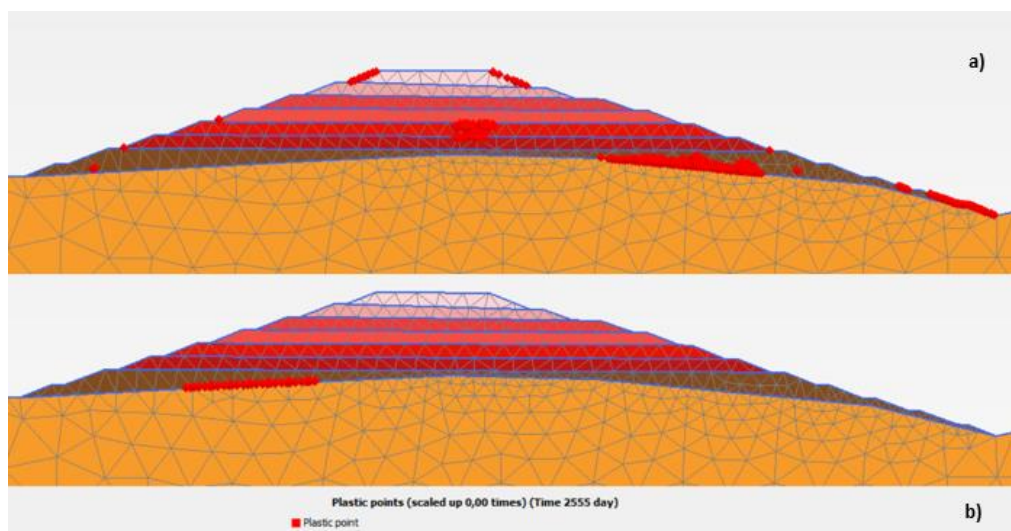 a)
Plastic points (scaled up 0,00 times) (Time 2555 day)
Plastic point
b)